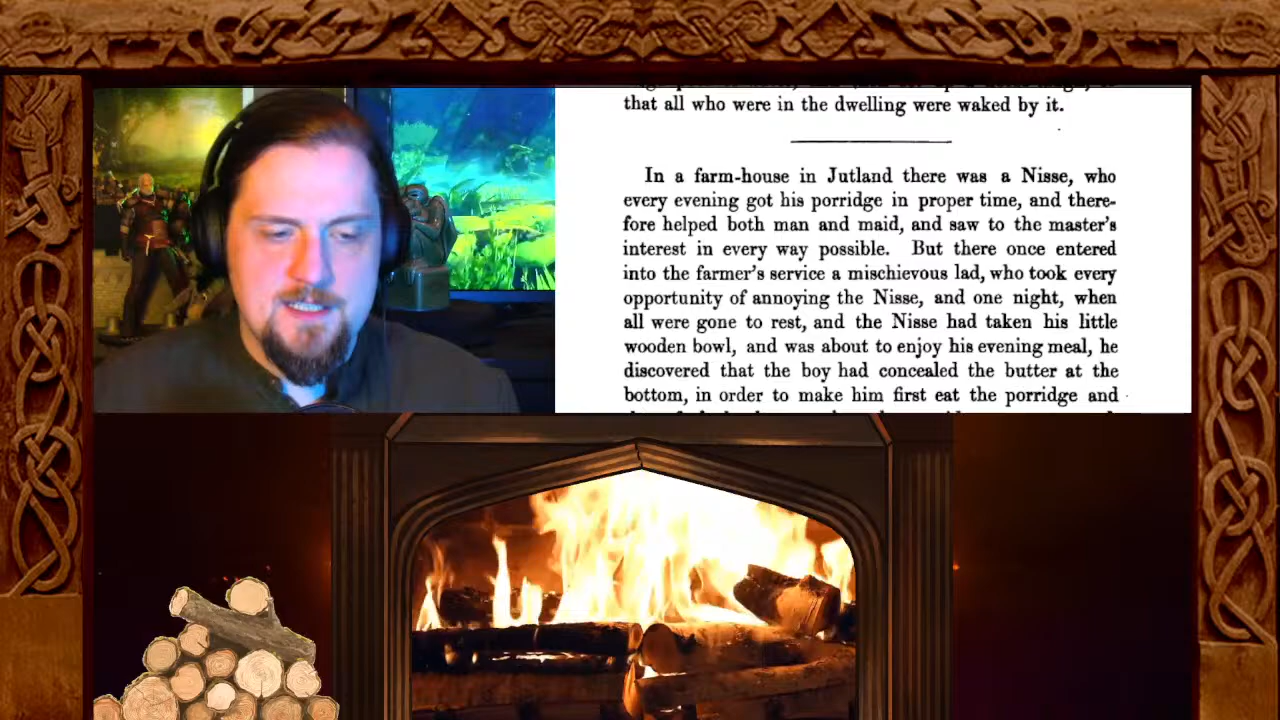 that all who were in the dwelling were waked by it.
In a farm-house in Jutland there was a Nisse, who
every evening got his porridge in proper time, and there-
fore helped both man and maid, and saw to the master's
interest in every way possible. But there once entered
into the farmer's service a mischievous lad, who took every
opportunity of annoying the Nisse, and one night, when
all were gone to rest, and the Nisse had taken his little
wooden bowl, and was about to enjoy his evening meal, he
discovered that the boy had concealed the butter at the
bottom, in order to make him first eat the porridge and